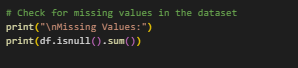 # Check for missing values in the dataset
print("\nMissing Values:")
print(df.isnull().sum())